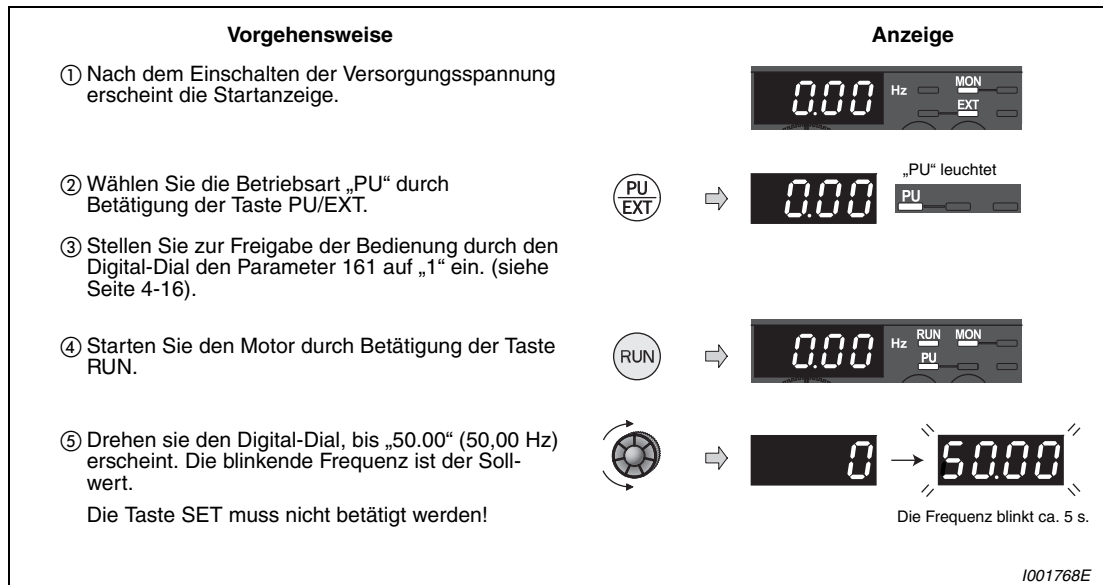 Vorgehensweise
Anzeige
① Nach dem Einschalten der Versorgungsspannung
erscheint die Startanzeige.
0.00 Hz MON
EXT
② Wählen Sie die Betriebsart „PU“ durch
Betätigung der Taste PU/EXT.
PU
EXT
0.00
„PU“ leuchtet
PU
③ Stellen Sie zur Freigabe der Bedienung durch den
Digital-Dial den Parameter 161 auf „1“ ein. (siehe
Seite 4-16).
④ Starten Sie den Motor durch Betätigung der Taste
RUN.
RUN
0.00 Hz RUN MON
PU
⑤ Drehen sie den Digital-Dial, bis „50.00“ (50,00 Hz)
erscheint. Die blinkende Frequenz ist der Soll-
wert.
Die Taste SET muss nicht betätigt werden!
0 → 50.00
Die Frequenz blinkt ca. 5 s.
I001768E